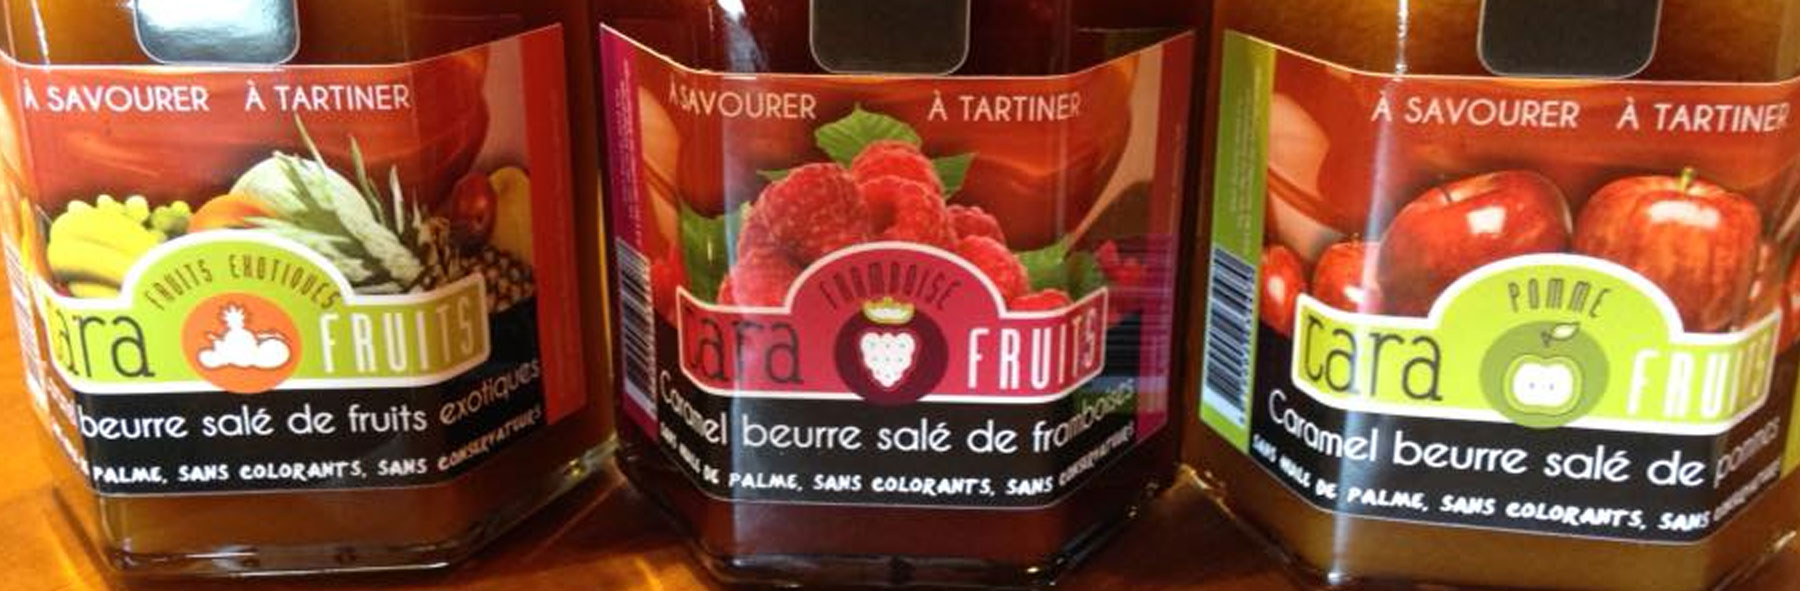 À SAVOURER À TARTINER
FRUITS EXOTIQUES
cara FRUITS
beurre salé de fruits exotiques
PALME, SANS COLORANTS, SANS CONSERVATEURS
À SAVOURER À TARTINER
FRAMBOISE
cara FRUITS
Caramel beurre salé de framboises
SANS HUILE DE PALME, SANS COLORANTS, SANS CONSERVATEURS
À SAVOURER À TARTINER
POMME
cara FRUITS
Caramel beurre salé de pommes
SANS HUILE DE PALME, SANS COLORANTS, SANS CONSERVATEURS